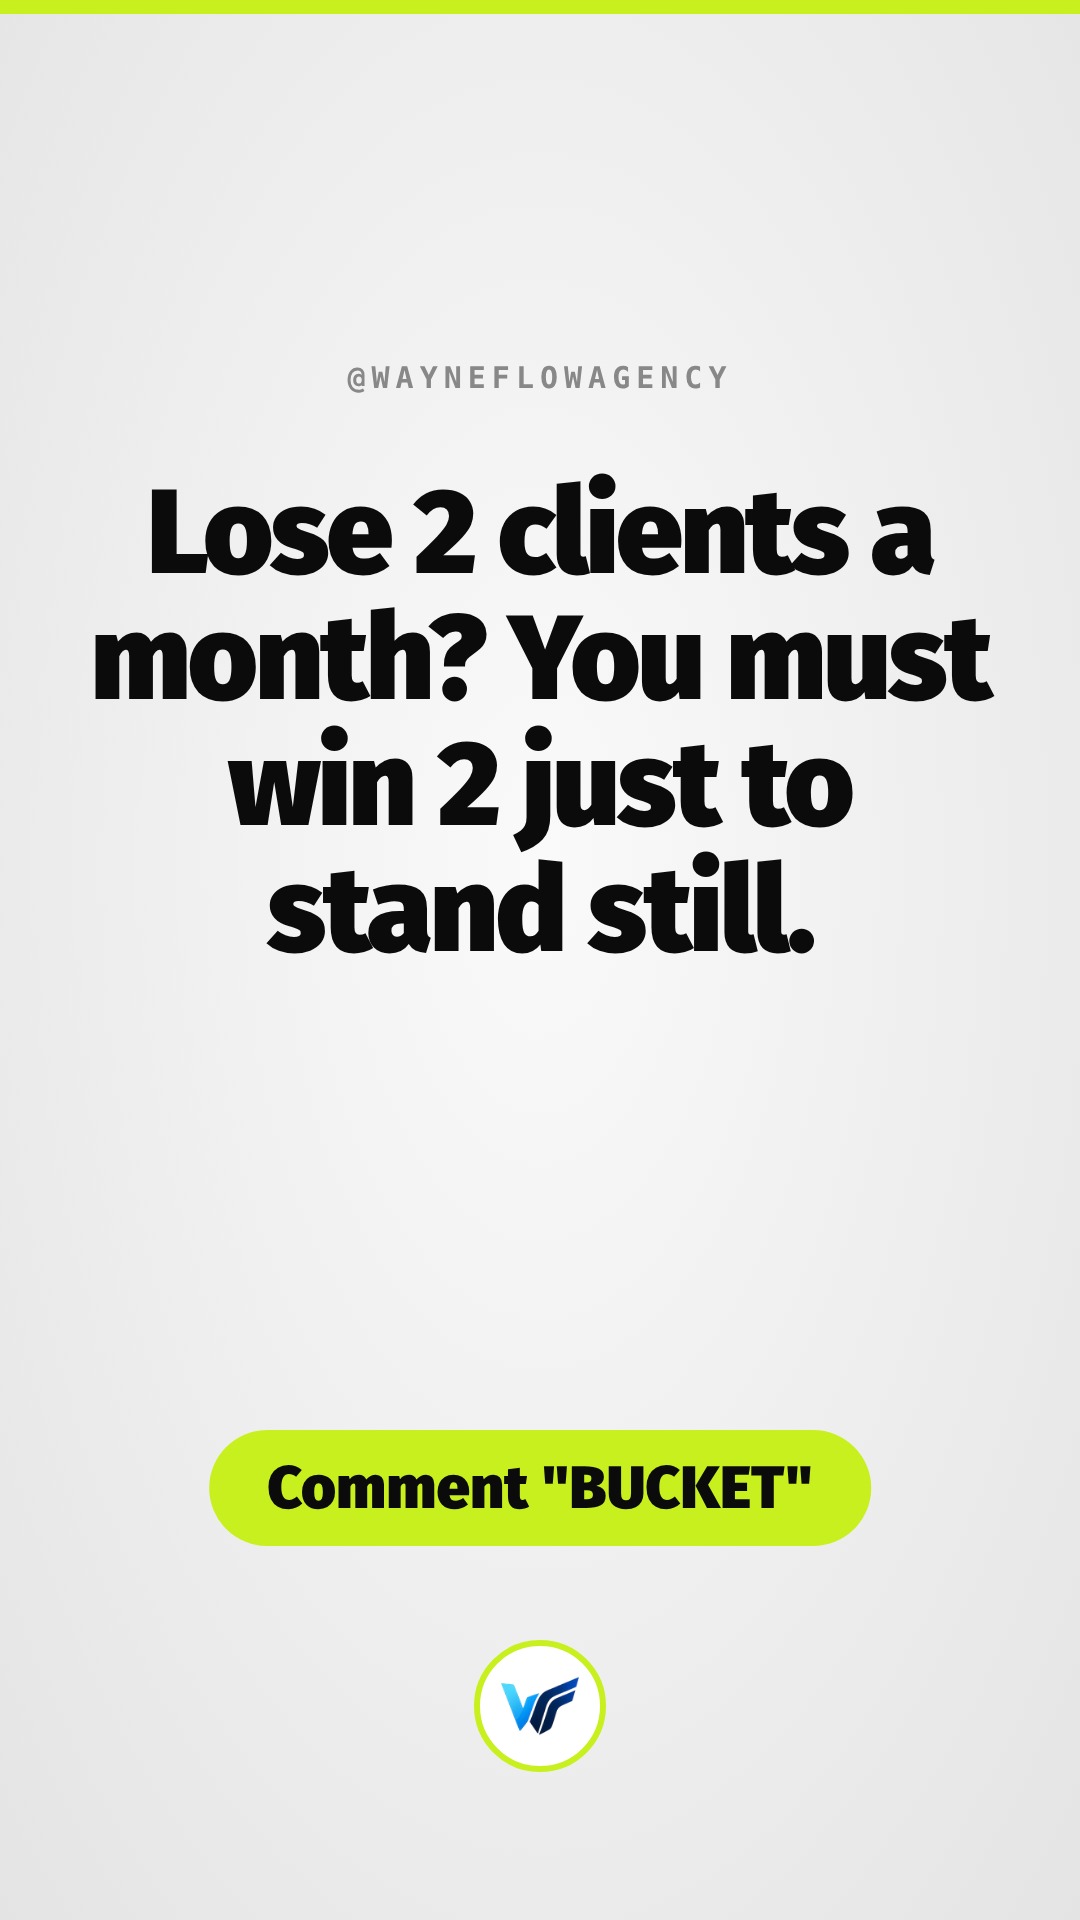 @WAYNEFLOWAGENCY
Lose 2 clients a
month? You must
win 2 just to
stand still.
Comment "BUCKET"